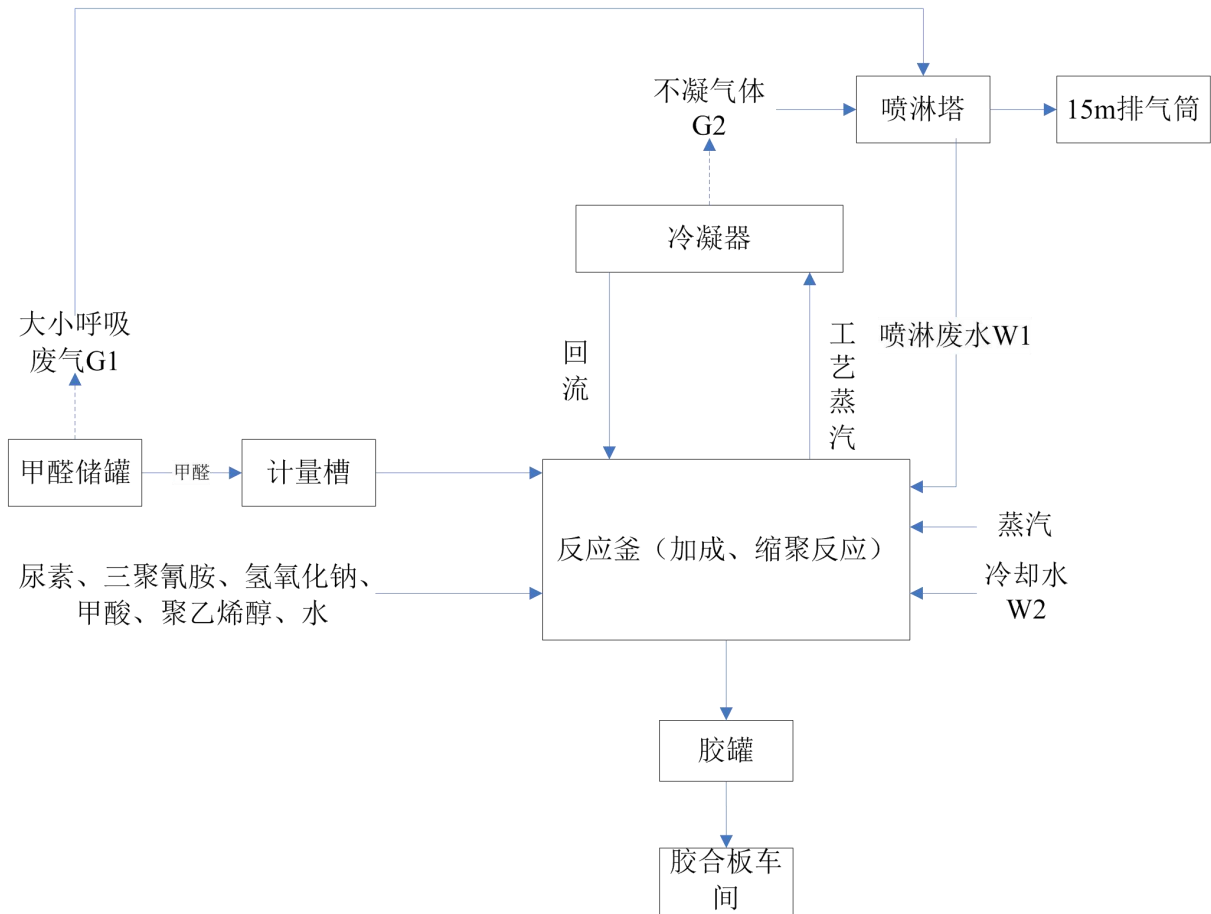 不凝气体
G2
喷淋塔
15m排气筒
冷凝器
大小呼吸
废气G1
回
流
工
艺
蒸
汽
喷淋废水W1
甲醛储罐
甲醛
计量槽
反应釜（加成、缩聚反应）
蒸汽
冷却水
W2
尿素、三聚氰胺、氢氧化钠、
甲酸、聚乙烯醇、水
胶罐
胶合板车
间